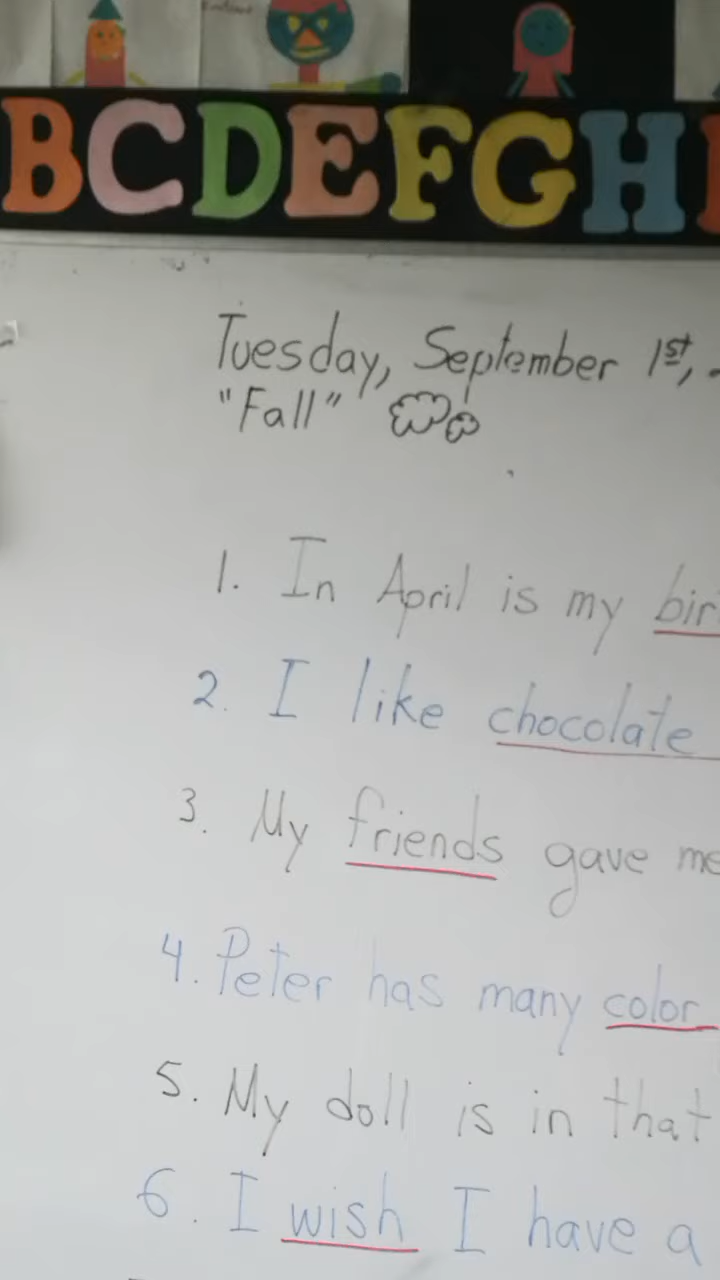 BCDEFGH
Tuesday, September 1st,
"Fall"
1. In April is my
2. I like chocolate
3. My friends gave me
4. Peter has many color
5. My doll is in that
6. I wish I have a